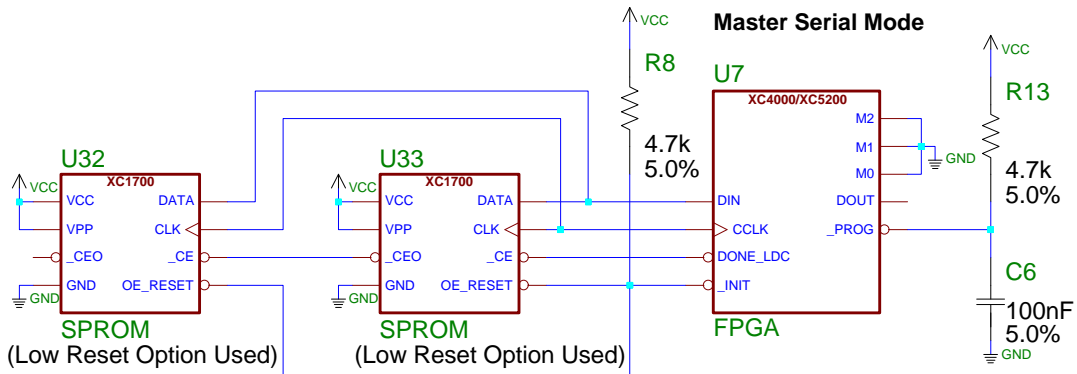 VCC
Master Serial Mode
VCC
R8
U7
R13
XC4000/XC5200
M2
M1
GND
M0
4.7k
5.0%
4.7k
5.0%
U32
U33
VCC
XC1700
VCC
XC1700
VCC
DATA
VCC
DATA
DIN
DOUT
VPP
CLK
VPP
CLK
CCLK
_PROG
_CEO
_CE
_CEO
_CE
DONE_LDC
GND
GND
OE_RESET
GND
GND
OE_RESET
_INIT
C6
100nF
5.0%
SPROM
SPROM
FPGA
(Low Reset Option Used)
(Low Reset Option Used)
GND